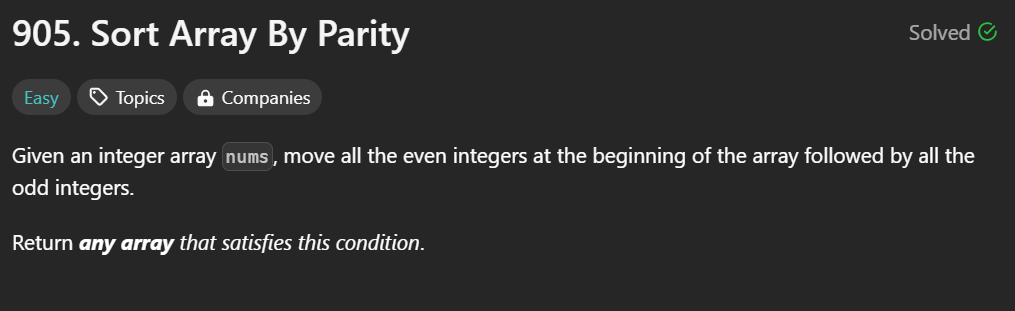 905. Sort Array By Parity
Solved
Easy
Topics
Companies
Given an integer array nums, move all the even integers at the beginning of the array followed by all the
odd integers.
Return any array that satisfies this condition.